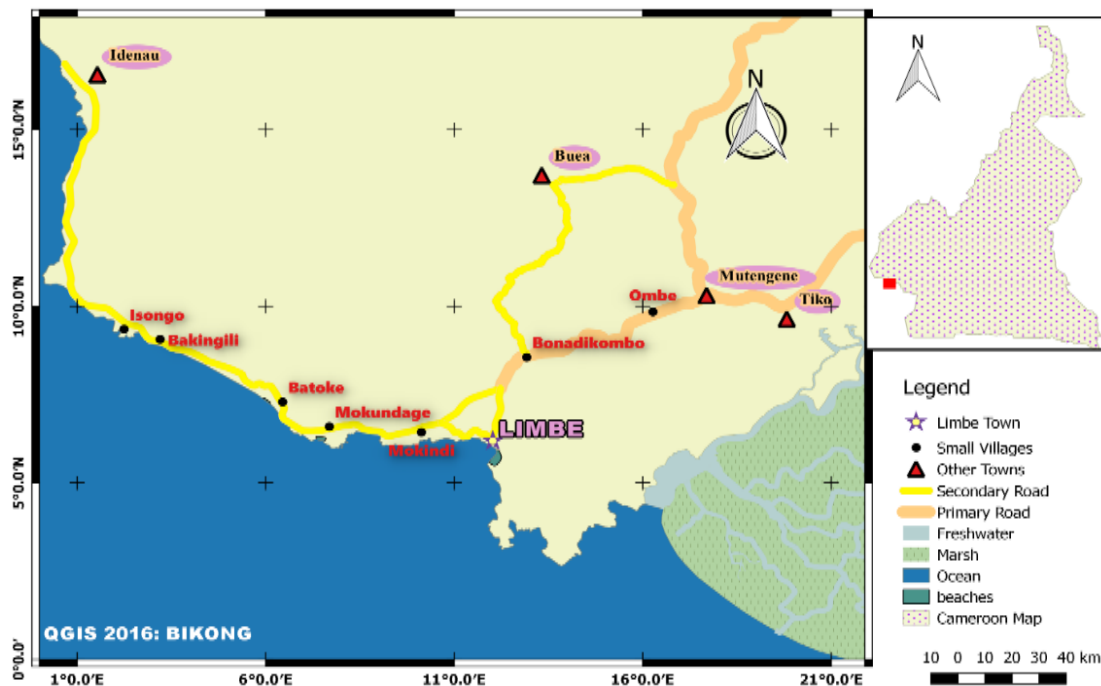 Idenau
N
Buea
Mutengene
Tiko
Ombe
Isongo
Bakingili
Bonadikombo
Batoke
Mokundage
LIMBE
Mokindi
QGIS 2016: BIKONG
15°0.0'N
10°0.0'N
5°0.0'N
0°0.0'
1°0.0'E
6°0.0'E
11°0.0'E
16°0.0'E
21°0.0'E
N
Legend
Limbe Town
Small Villages
Other Towns
Secondary Road
Primary Road
Freshwater
Marsh
Ocean
beaches
Cameroon Map
10 0 10 20 30 40 km